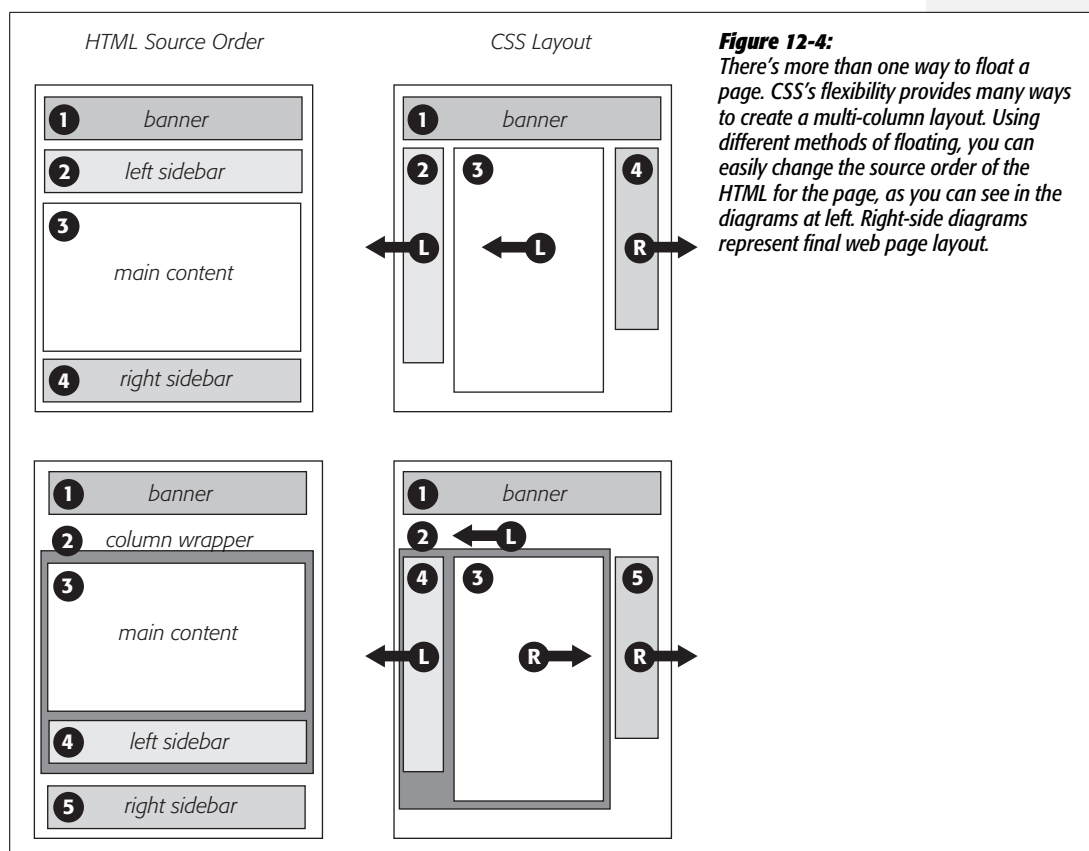 HTML Source Order
CSS Layout
1 banner
2 left sidebar
3
main content
4 right sidebar
1 banner
2 3 4
L L R
Figure 12-4:
There's more than one way to float a
page. CSS's flexibility provides many ways
to create a multi-column layout. Using
different methods of floating, you can
easily change the source order of the
HTML for the page, as you can see in the
diagrams at left. Right-side diagrams
represent final web page layout.
1 banner
2 column wrapper
3
main content
4 left sidebar
5 right sidebar
1 banner
2 L
4 3 5
L R R